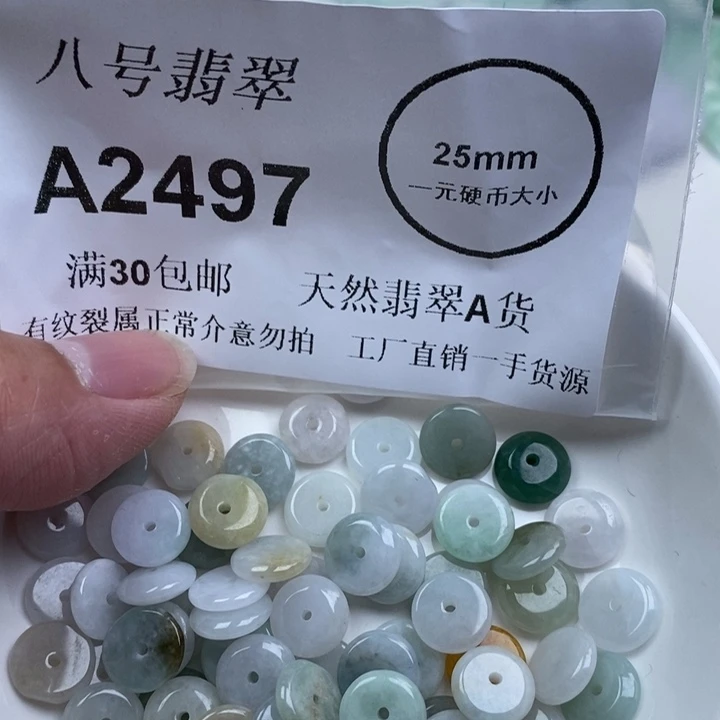 八号翡翠
A2497
25mm
一元硬币大小
满30包邮
天然翡翠A货
有纹裂属正常介意勿拍
工厂直销一手货源